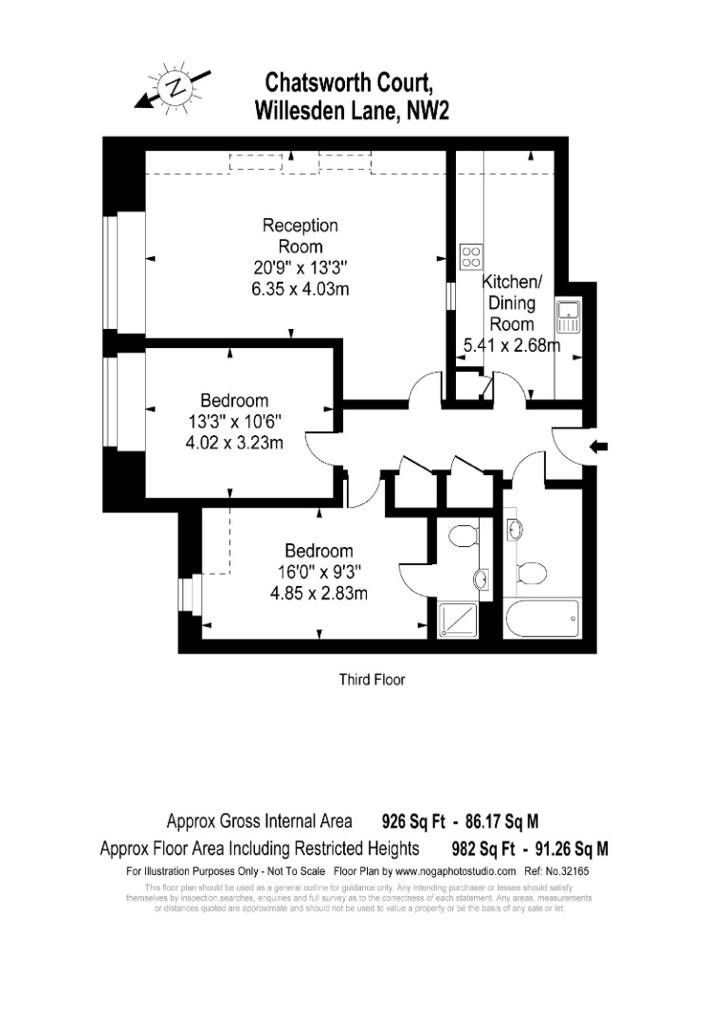 N
Chatsworth Court,
Willesden Lane, NW2
Reception
Room
20'9" x 13'3"
6.35 x 4.03m
Kitchen/
Dining
Room
5.41 x 2.68m
Bedroom
13'3" x 10'6"
4.02 x 3.23m
Bedroom
16'0" x 9'3"
4.85 x 2.83m
Third Floor
Approx Gross Internal Area 926 Sq Ft - 86.17 Sq M
Approx Floor Area Including Restricted Heights 982 Sq Ft - 91.26 Sq M
For Illustration Purposes Only - Not To Scale Floor Plan by www.nogaphotostudio.com Ref: No.32165
This floor plan should be used as a general outline for guidance only. Any intending purchaser or lessee should satisfy
themselves by inspection,searches, enquires and full survey as to the correctness of each statement. Any areas, measurements
or distances quoted are approximate and should not be used to value a property or be the basis of any sale or let.